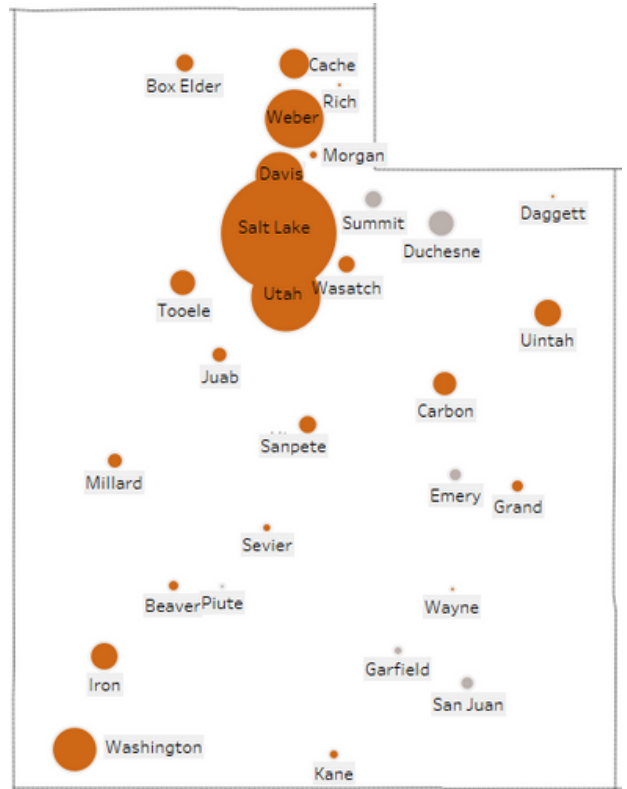 Cache
Box Elder
Rich
Weber
Morgan
Davis
Summit
Daggett
Salt Lake
Duchesne
Wasatch
Utah
Tooele
Uintah
Juab
Carbon
Sanpete
Millard
Emery
Grand
Sevier
Beaver
Piute
Wayne
Garfield
Iron
San Juan
Washington
Kane